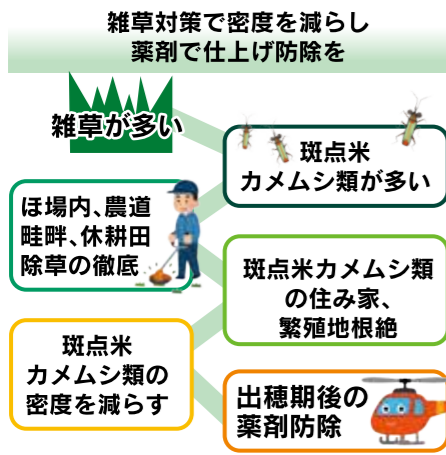 雑草対策で密度を減らし
薬剤で仕上げ防除を
雑草が多い
斑点米
カメムシ類が多い
ほ場内、農道
畦畔、休耕田
除草の徹底
斑点米カメムシ類
の住み家、
繁殖地根絶
斑点米
カメムシ類の
密度を減らす
出穂期後の
薬剤防除